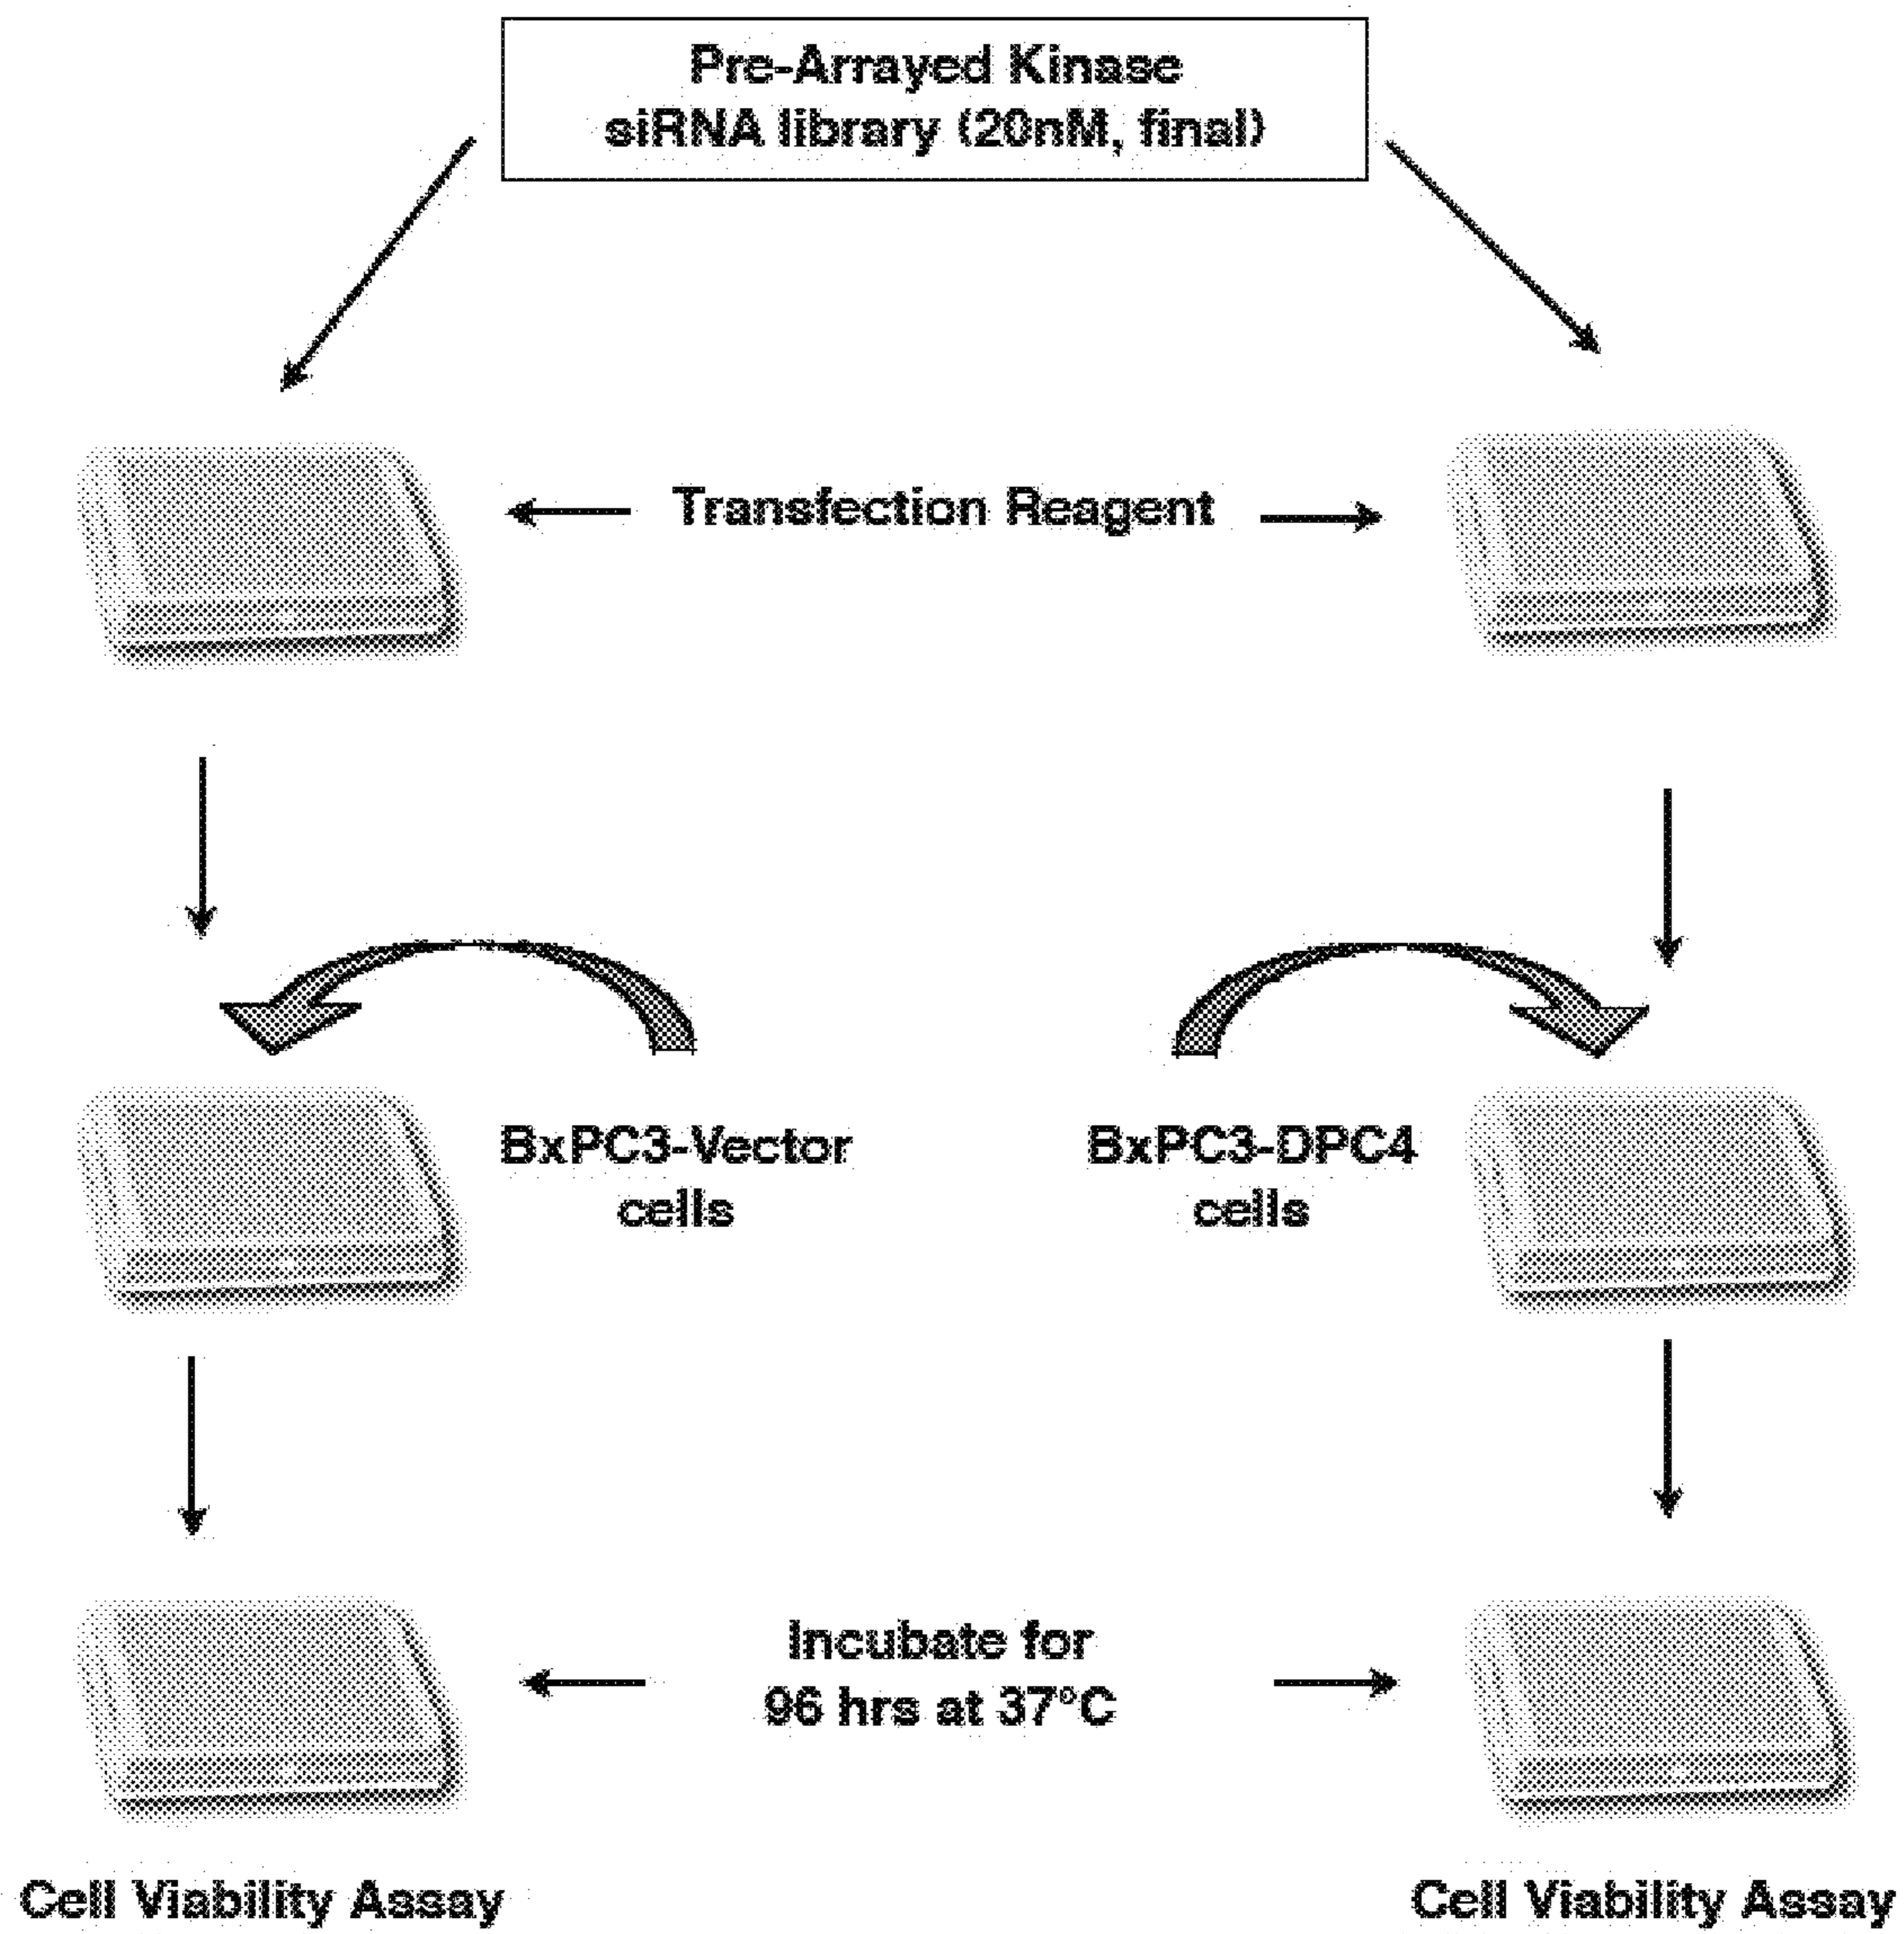 Pre-Arrayed Kinase
siRNA library (20nM, final)
Transfection Reagent
BxPC3-Vector
cells
BxPC3-DPC4
cells
Incubate for
96 hrs at 37°C
Cell Viability Assay
Cell Viability Assay